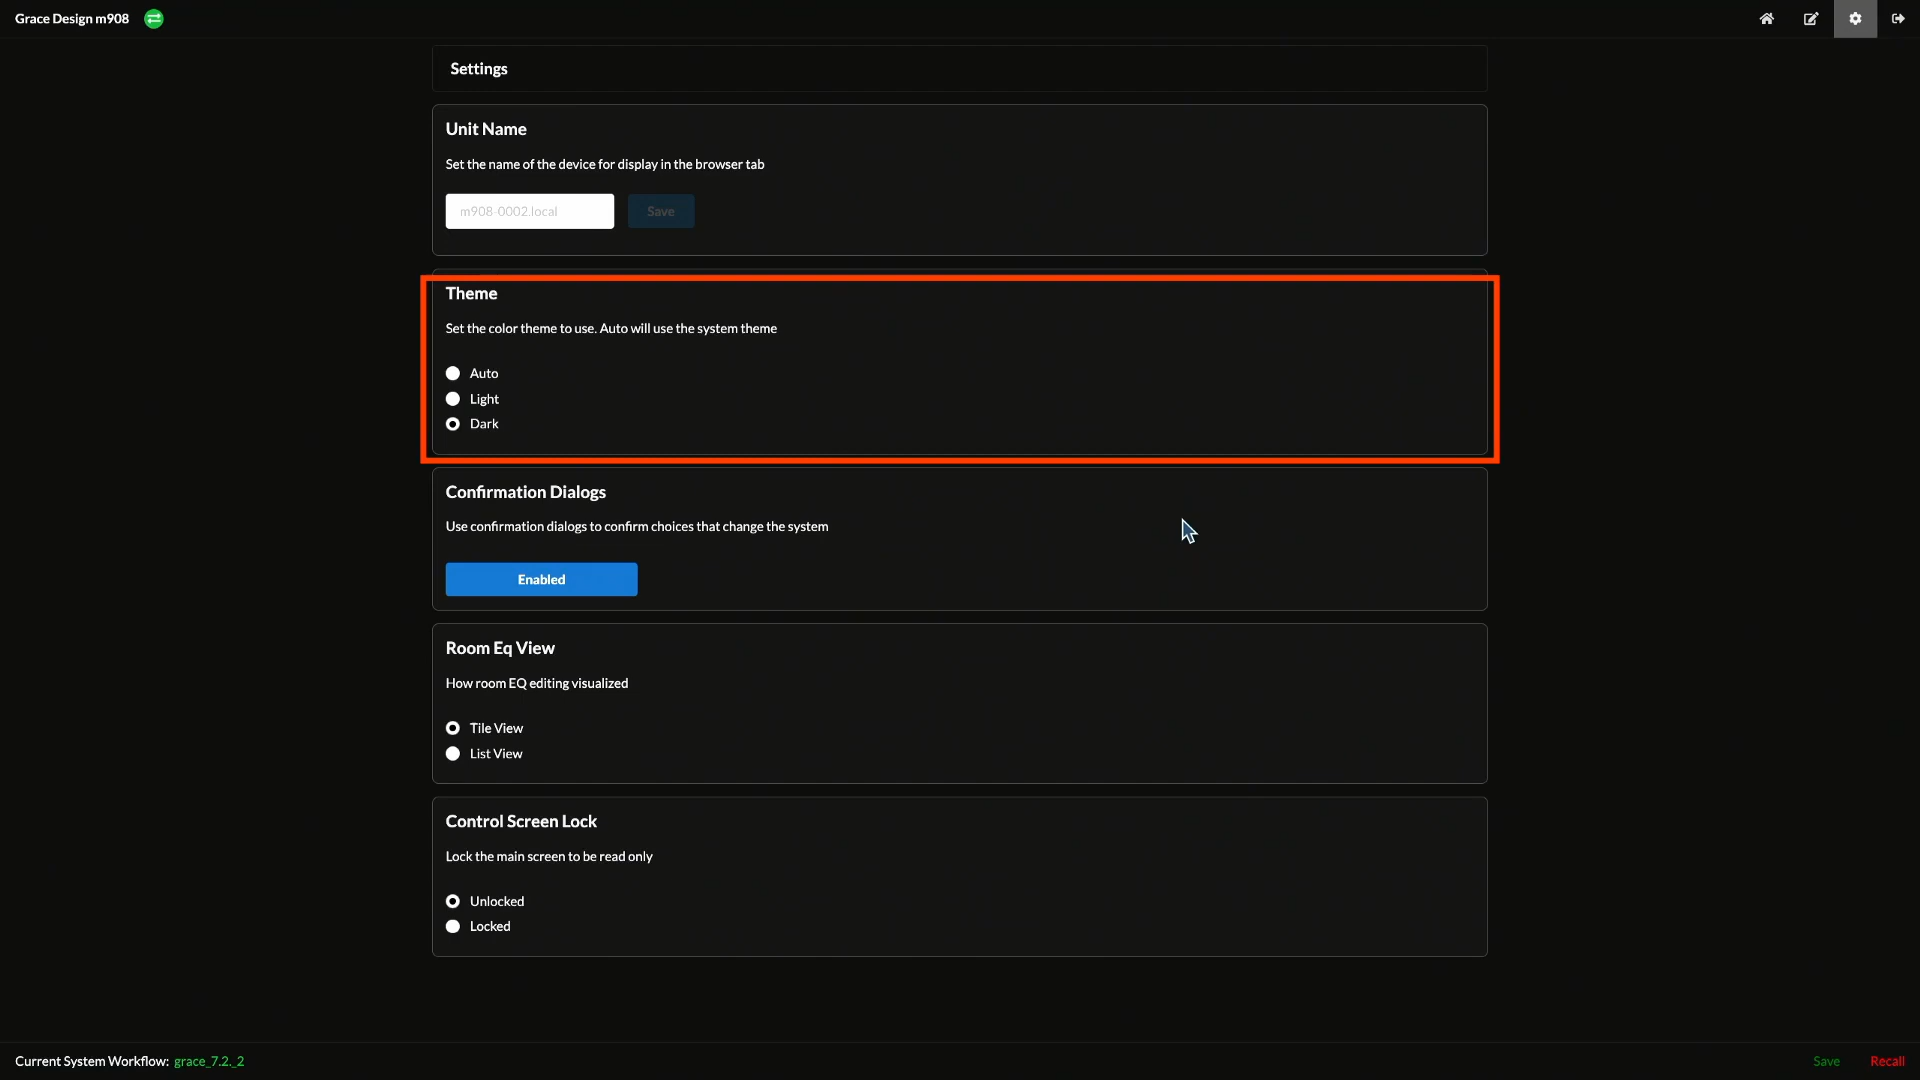 Grace Design m908
Settings
Unit Name
Set the name of the device for display in the browser tab
m908-0002.local
Save
Theme
Set the color theme to use. Auto will use the system theme
Auto
Light
Dark
Confirmation Dialogs
Use confirmation dialogs to confirm choices that change the system
Enabled
Room Eq View
How room EQ editing visualized
Tile View
List View
Control Screen Lock
Lock the main screen to be read only
Unlocked
Locked
Current System Workflow: grace_7.2._2
Save
Recall